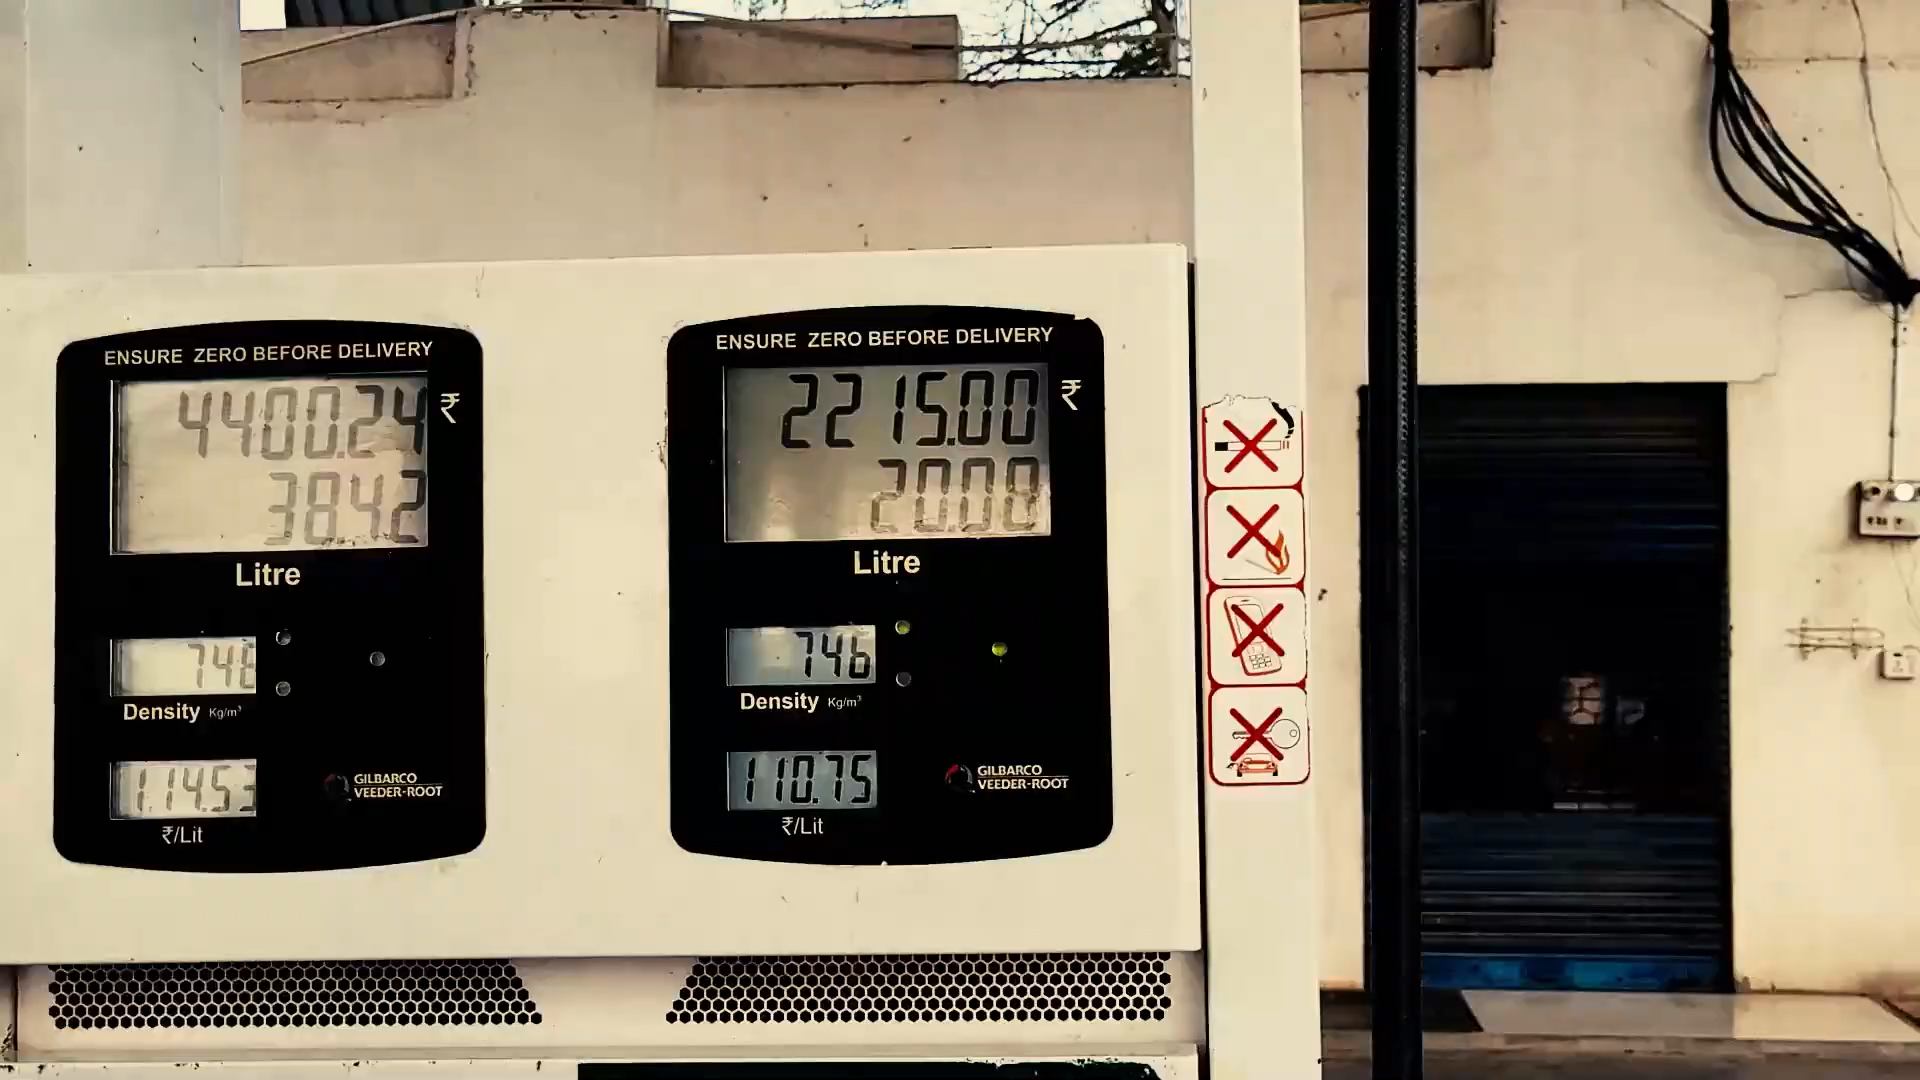 ENSURE ZERO BEFORE DELIVERY
4400.24 ₹
38.42
Litre
746
Density Kg/m³
114.53
₹/Lit
GILBARCO
VEEDER-ROOT
ENSURE ZERO BEFORE DELIVERY
2215.00 ₹
20.00
Litre
746
Density Kg/m³
110.75
₹/Lit
GILBARCO
VEEDER-ROOT